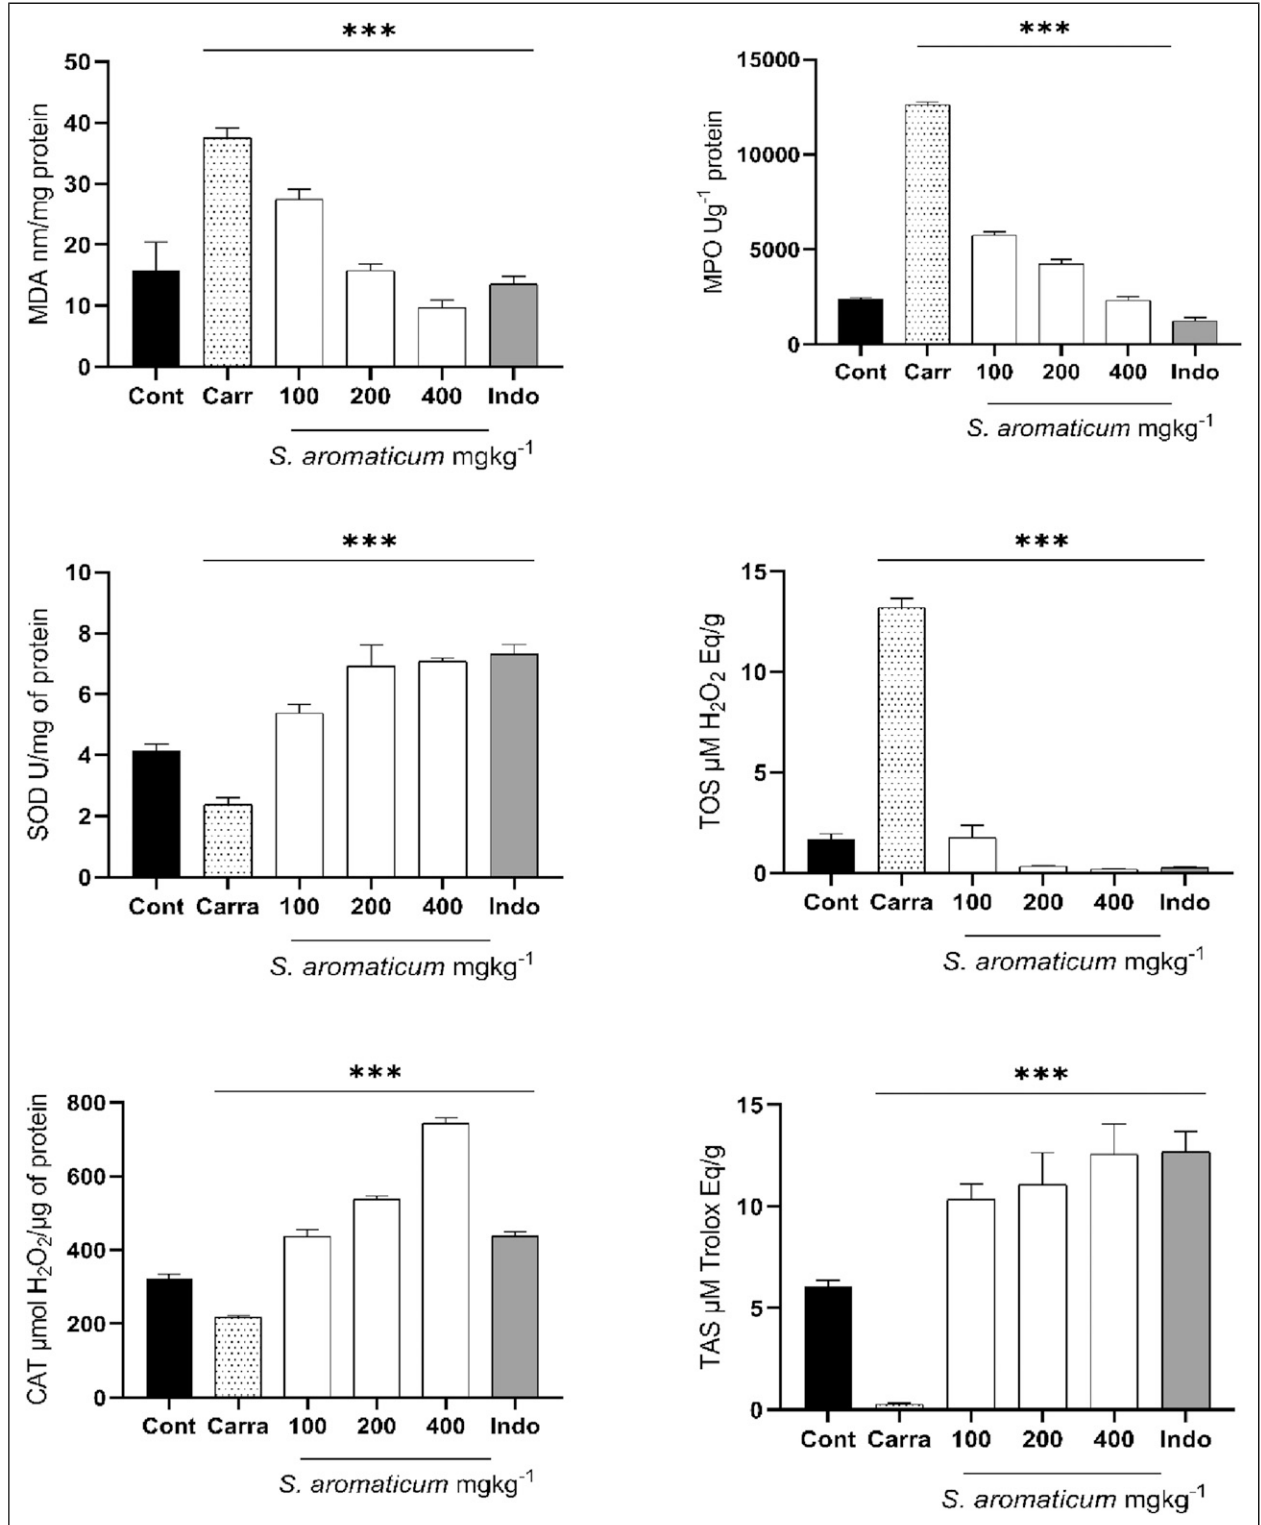 ***
MDA nm/mg protein
50
40
30
20
10
0
Cont Carr 100 200 400 Indo
S. aromaticum mgkg⁻¹
***
MPO Ug⁻¹ protein
15000
10000
5000
0
Cont Carr 100 200 400 Indo
S. aromaticum mgkg⁻¹
***
SOD U/mg of protein
10
8
6
4
2
0
Cont Carra 100 200 400 Indo
S. aromaticum mgkg⁻¹
***
TOS µM H₂O₂ Eq/g
15
10
5
0
Cont Carra 100 200 400 Indo
S. aromaticum mgkg⁻¹
***
CAT µmol H₂O₂/µg of protein
800
600
400
200
0
Cont Carra 100 200 400 Indo
S. aromaticum mgkg⁻¹
***
TAS µM Trolox Eq/g
15
10
5
0
Cont Carra 100 200 400 Indo
S. aromaticum mgkg⁻¹